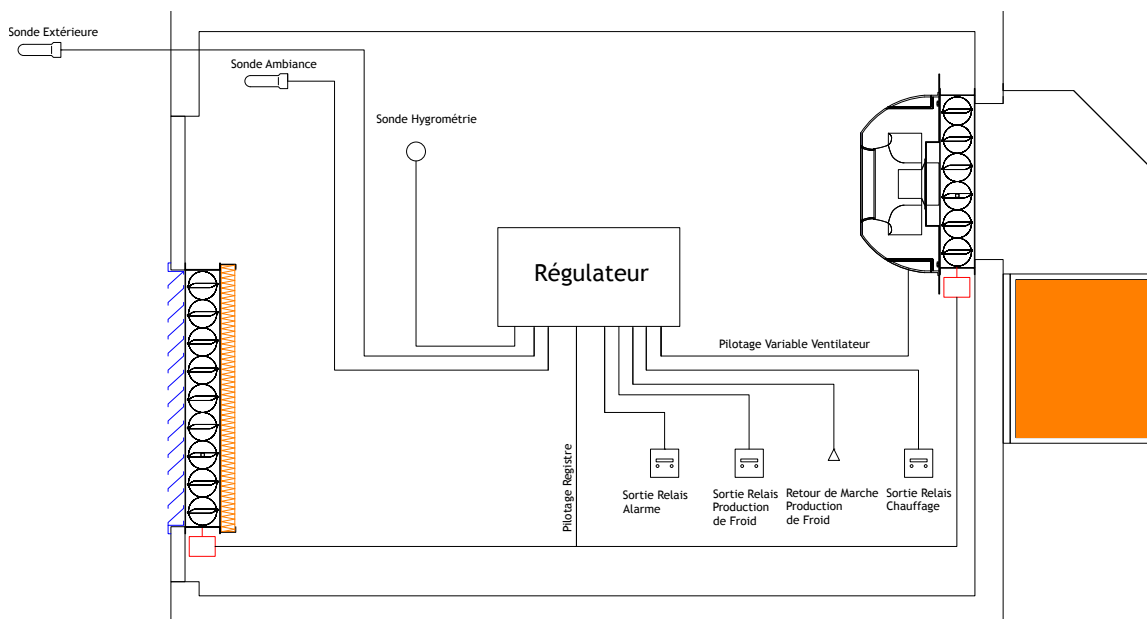 Sonde Extérieure
Sonde Ambiance
Sonde Hygrométrie
Régulateur
Pilotage Variable Ventilateur
Pilotage Registre
Sortie Relais
Alarme
Sortie Relais
Production
de Froid
Retour de Marche
Production
de Froid
Sortie Relais
Chauffage